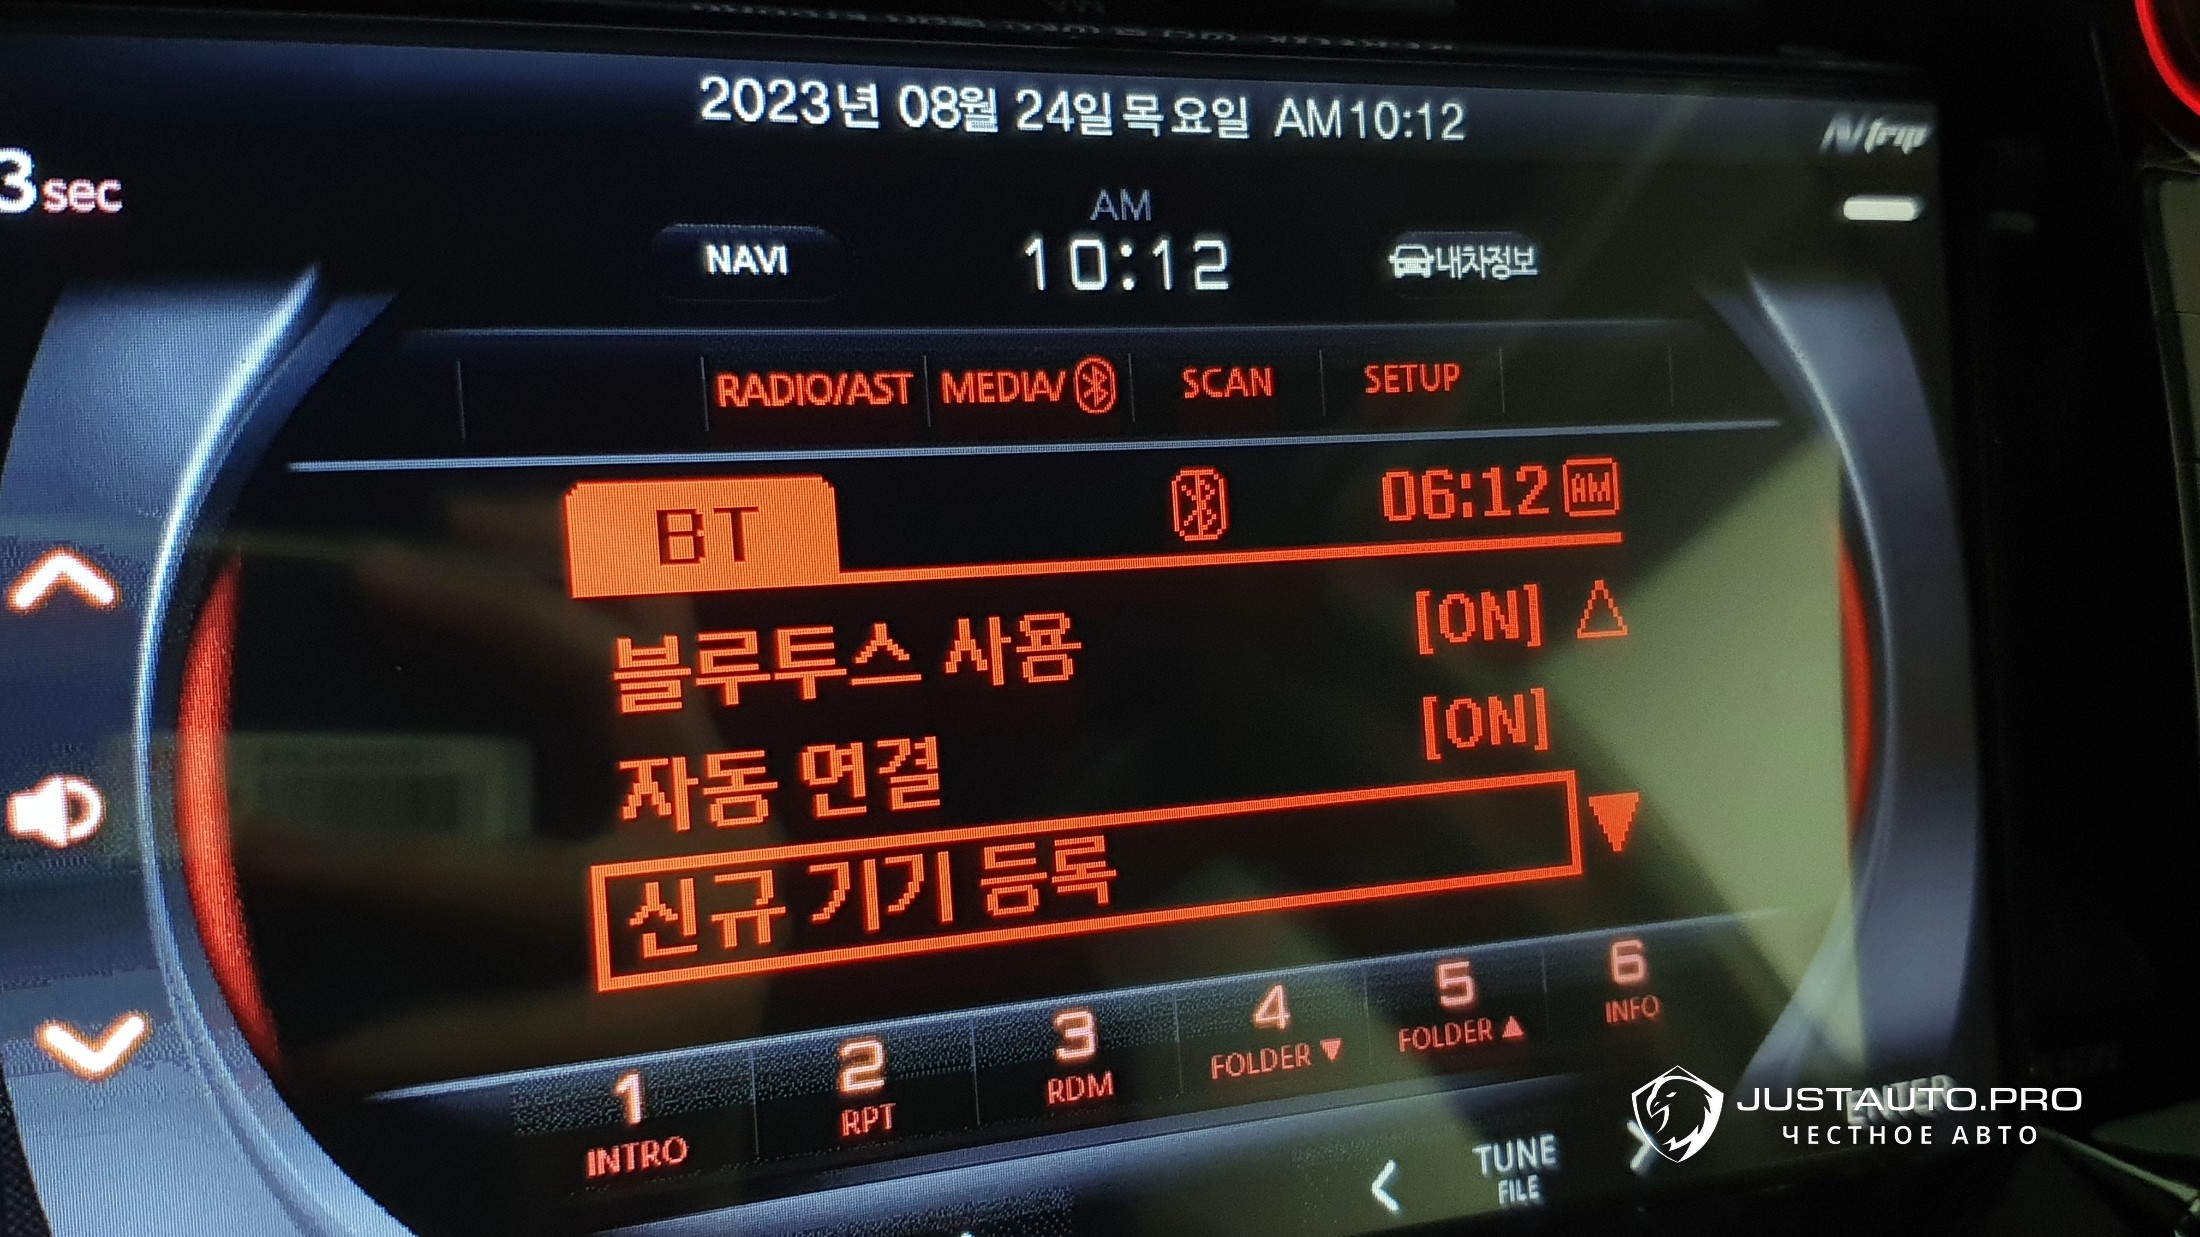 2023년 08월 24일 목요일 AM 10:12
Ntrip
3sec
AM
NAVI 10:12 내차정보
RADIO/AST MEDIA/ SCAN SETUP
BT 06:12 AM
블루투스 사용 [ON]
자동 연결 [ON]
신규 기기 등록
1 2 3 4 5 6
INTRO RPT RDM FOLDER ▼ FOLDER ▲ INFO
ENTER
TUNE
FILE
JUSTAUTO.PRO
ЧЕСТНОЕ АВТО